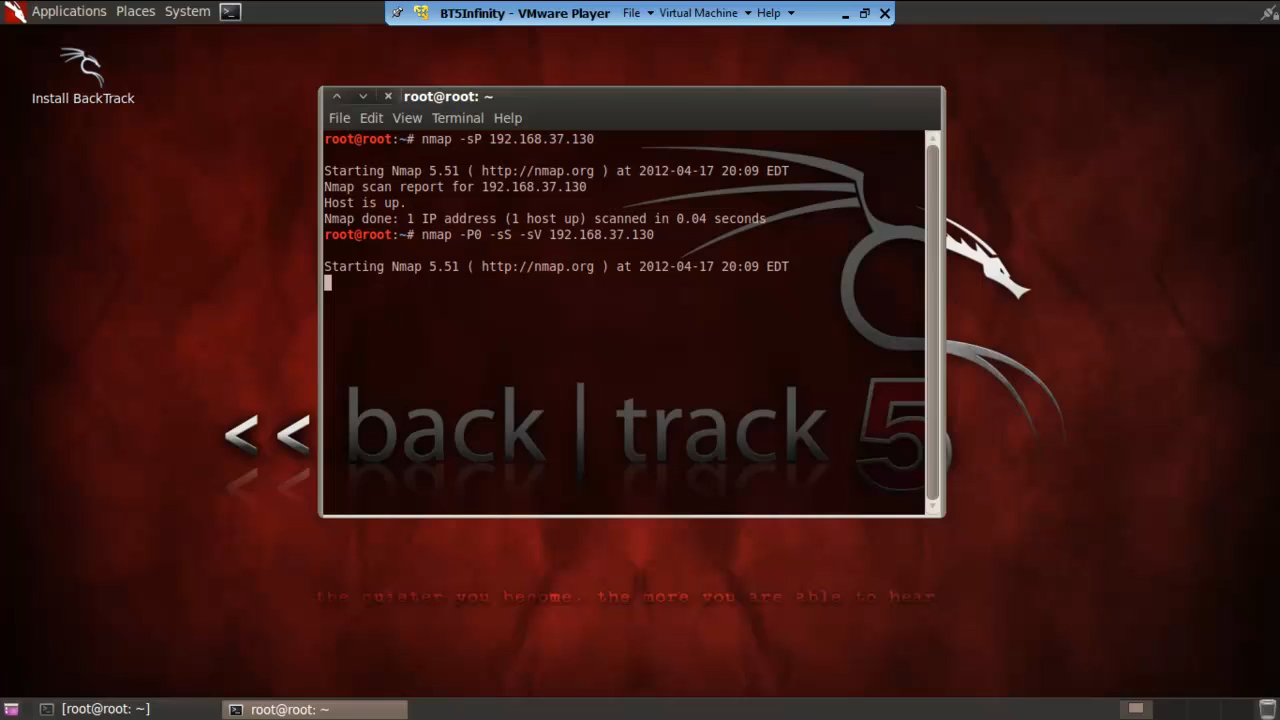 Applications Places System
BT5Infinity - VMware Player File Virtual Machine Help
Install BackTrack
root@root: ~
File Edit View Terminal Help
root@root:~# nmap -sP 192.168.37.130
Starting Nmap 5.51 ( http://nmap.org ) at 2012-04-17 20:09 EDT
Nmap scan report for 192.168.37.130
Host is up.
Nmap done: 1 IP address (1 host up) scanned in 0.04 seconds
root@root:~# nmap -P0 -sS -sV 192.168.37.130
Starting Nmap 5.51 ( http://nmap.org ) at 2012-04-17 20:09 EDT
<< back | track 5
the quieter you become, the more you are able to hear
[root@root: ~] root@root: ~